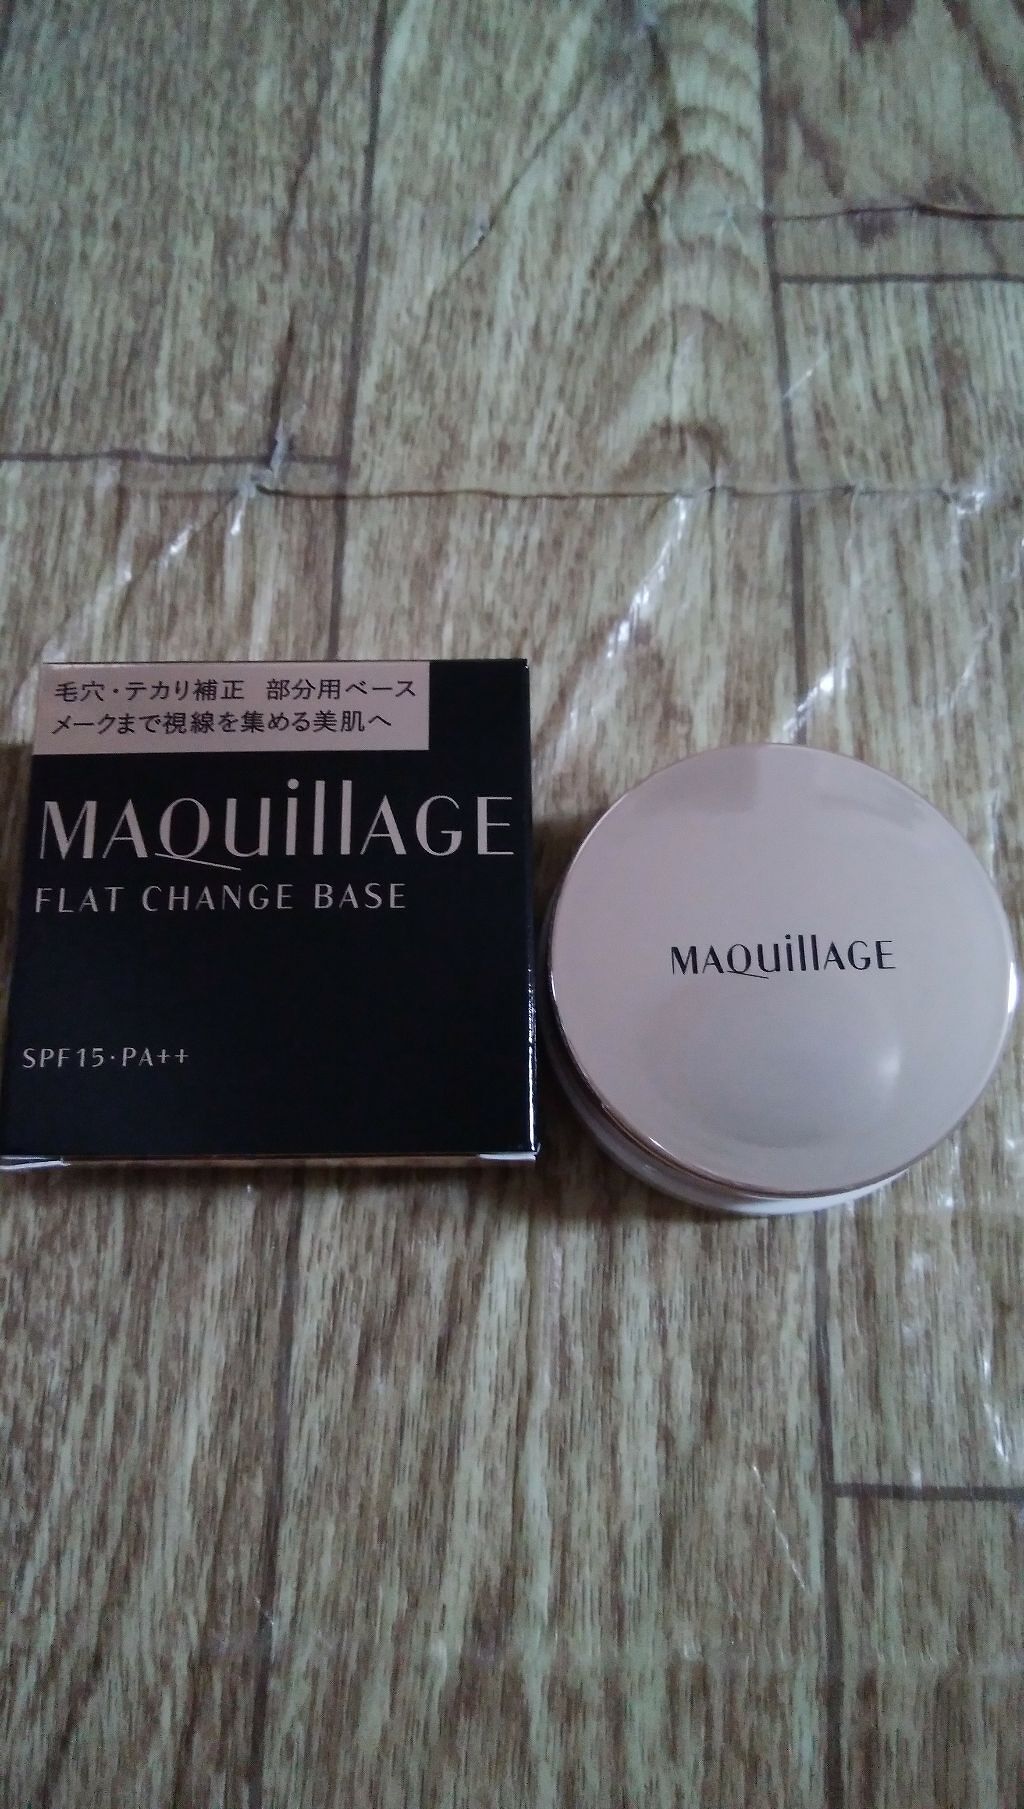 毛穴・テカリ補正 部分用ベース
メークまで視線を集める美肌へ
MAQuillAGE
FLAT CHANGE BASE
SPF15・PA++
MAQuillAGE